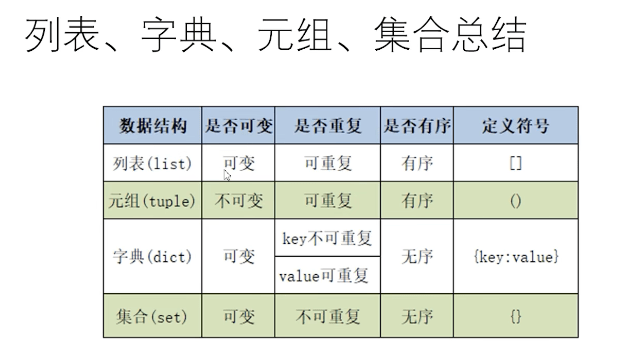 列表、字典、元组、集合总结
数据结构 是否可变 是否重复 是否有序 定义符号
列表(list) 可变 可重复 有序 []
元组(tuple) 不可变 可重复 有序 ()
字典(dict) 可变 key不可重复 无序 {key:value}
value可重复
集合(set) 可变 不可重复 无序 {}